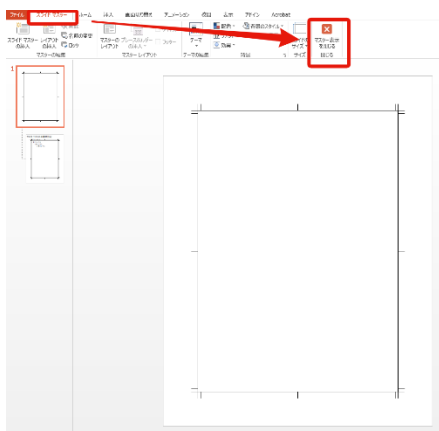 ファイル スライド マスター ホーム 挿入 画面切り替え アニメーション 校閲 表示 アドイン Acrobat
スライド マスター レイアウト 名前の変更 マスターの プレースホルダー テーマ 配色 背景のスタイル スライドの マスター表示
の挿入 の挿入 レイアウト の挿入 フッター 効果 サイズ を閉じる
マスターの編集 マスター レイアウト テーマの編集 背景 サイズ 閉じる
1